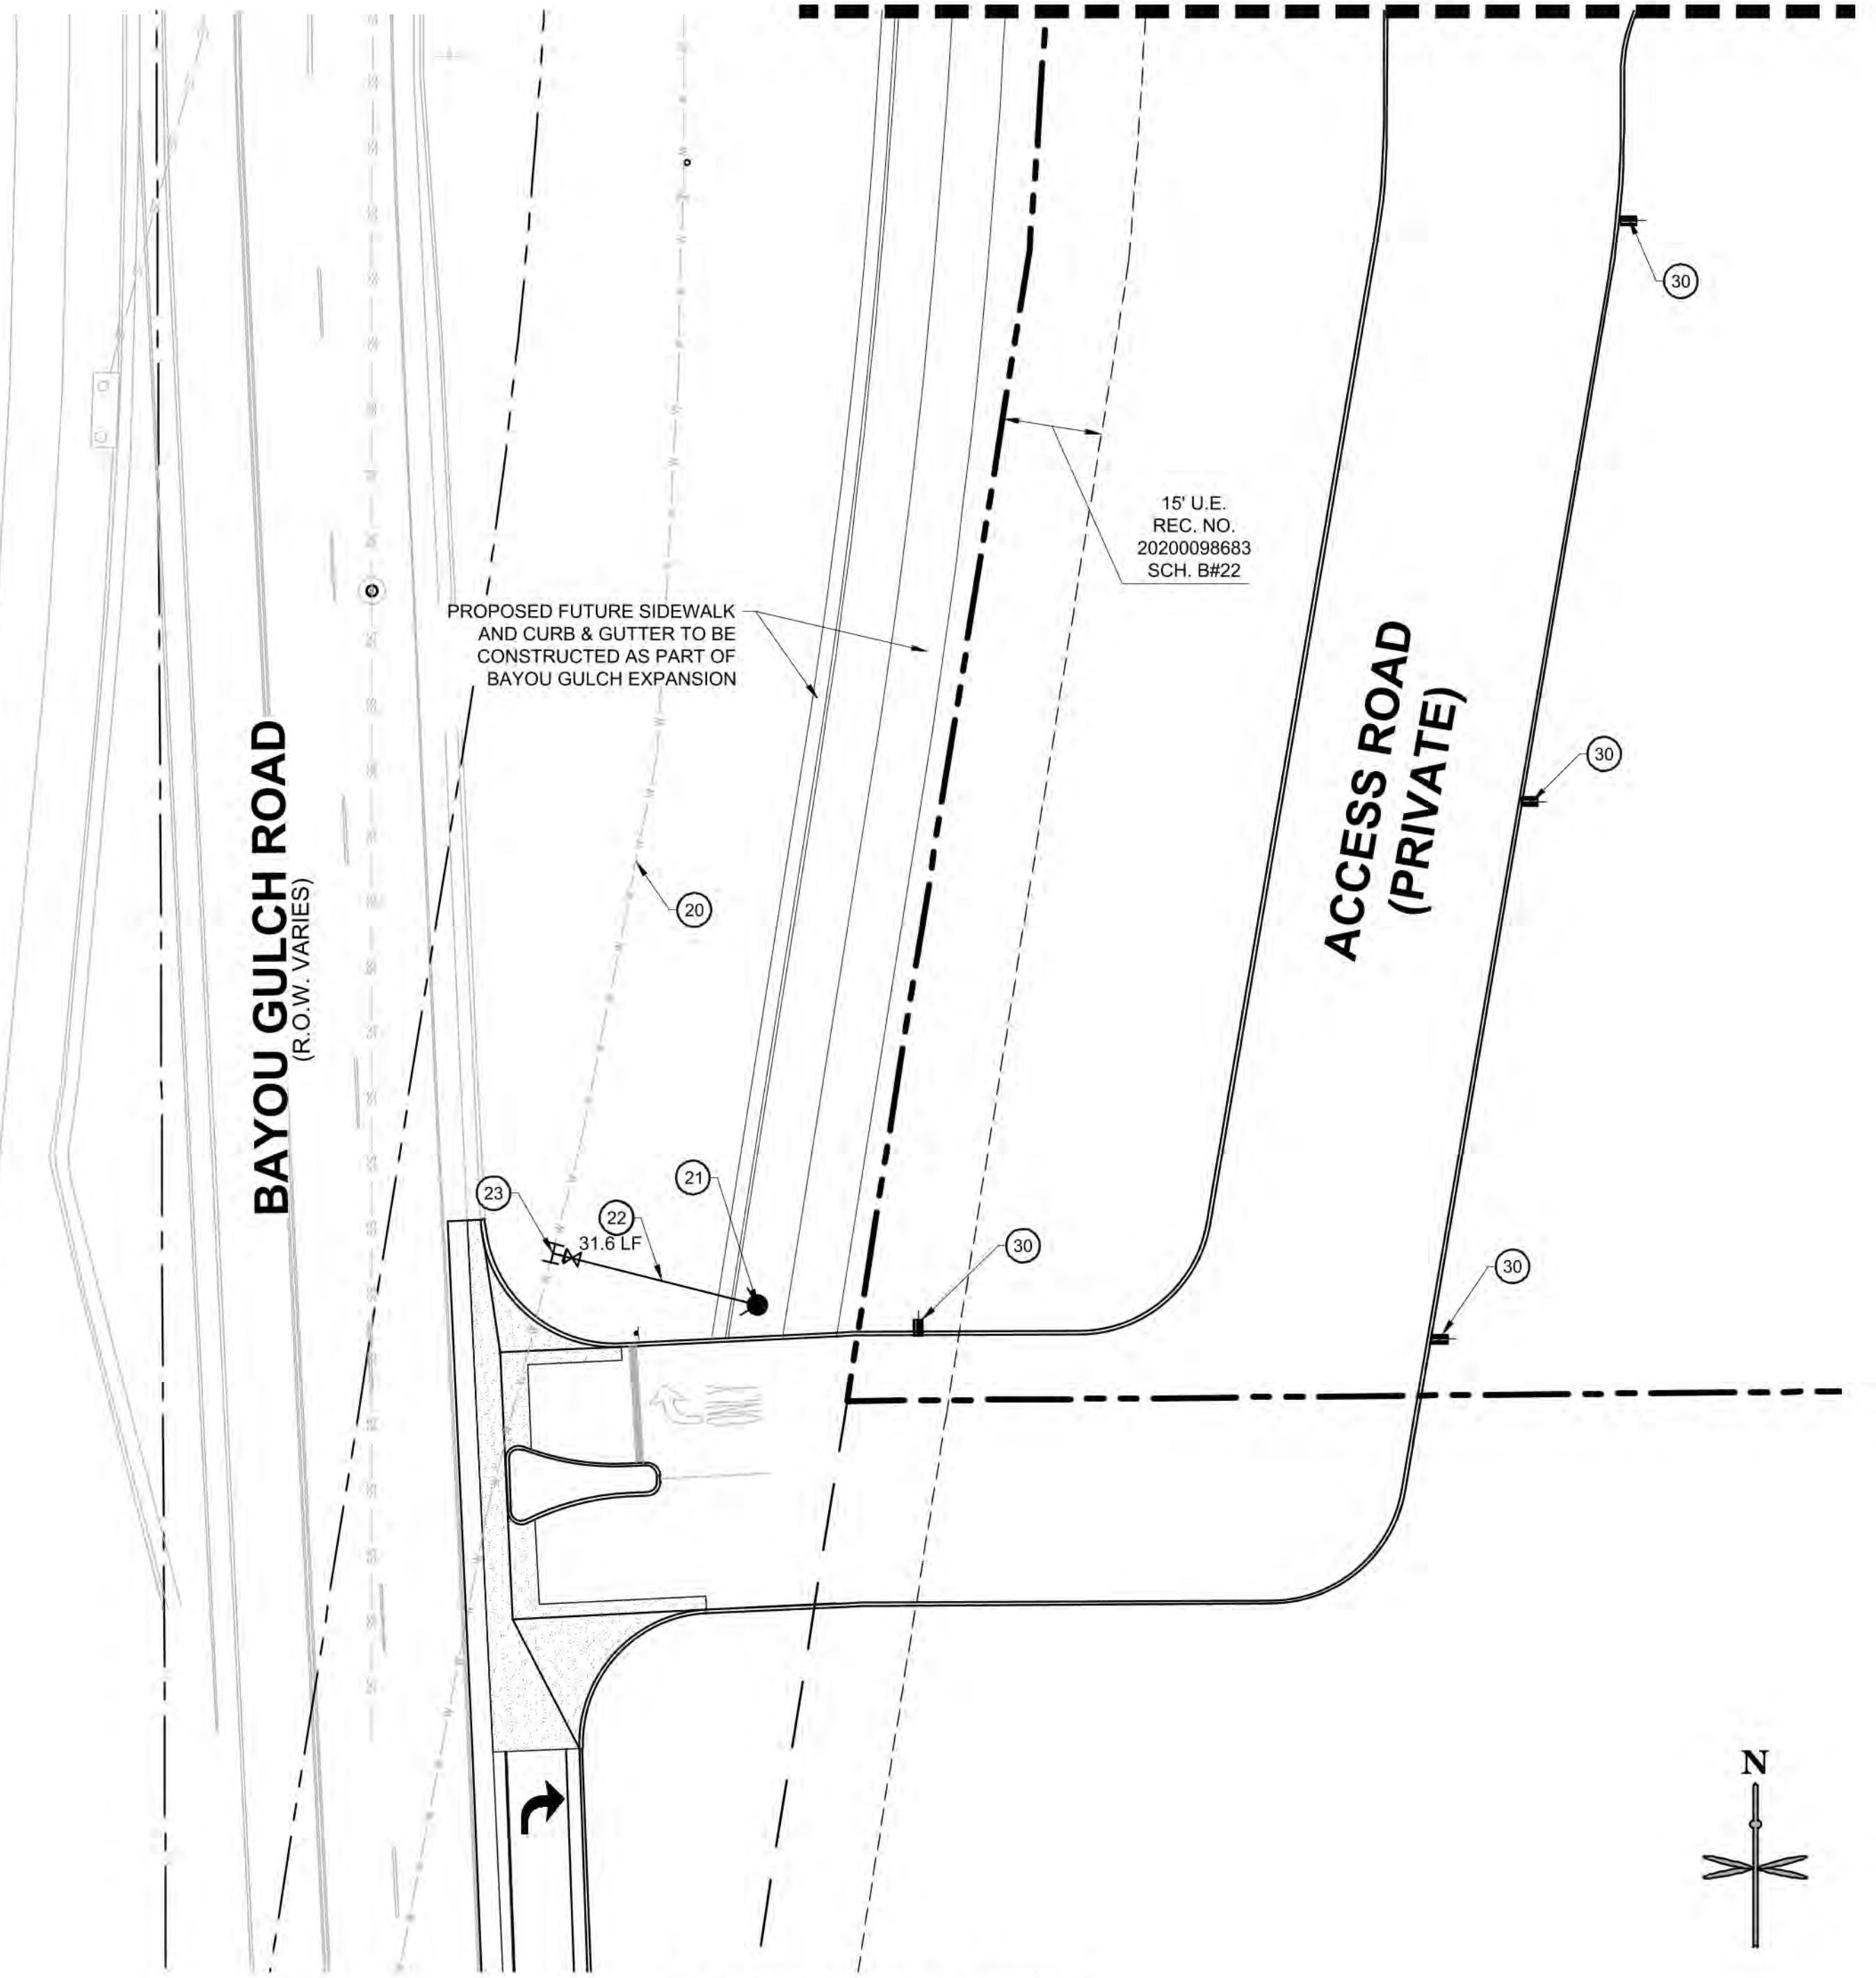 30
15' U.E.
REC. NO.
20200098683
SCH. B#22
PROPOSED FUTURE SIDEWALK
AND CURB & GUTTER TO BE
CONSTRUCTED AS PART OF
BAYOU GULCH EXPANSION
ACCESS ROAD
(PRIVATE)
30
BAYOU GULCH ROAD
(R.O.W. VARIES)
20
21
23
22
31.6 LF
30
30
N